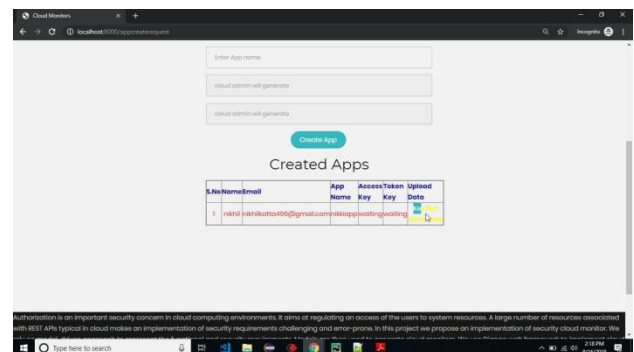 Cloud Monitors
localhost:8000/appcreaterequest
Incognito
Enter App name
cloud admin will generate
cloud admin will generate
Create App
Created Apps
S.No Name Email App Name Access Key Token Key Upload Data
1 nikhil nikhilkatta466@gmail.com nikkiapp waiting waiting
Authorization is an important security concern in cloud computing environments. It aims at regulating an access of the users to system resources. A large number of resources associated
with REST APIs typical in cloud makes an implementation of security requirements challenging and error-prone. In this project we propose an implementation of security cloud monitor. We
Type here to search
2:18 PM